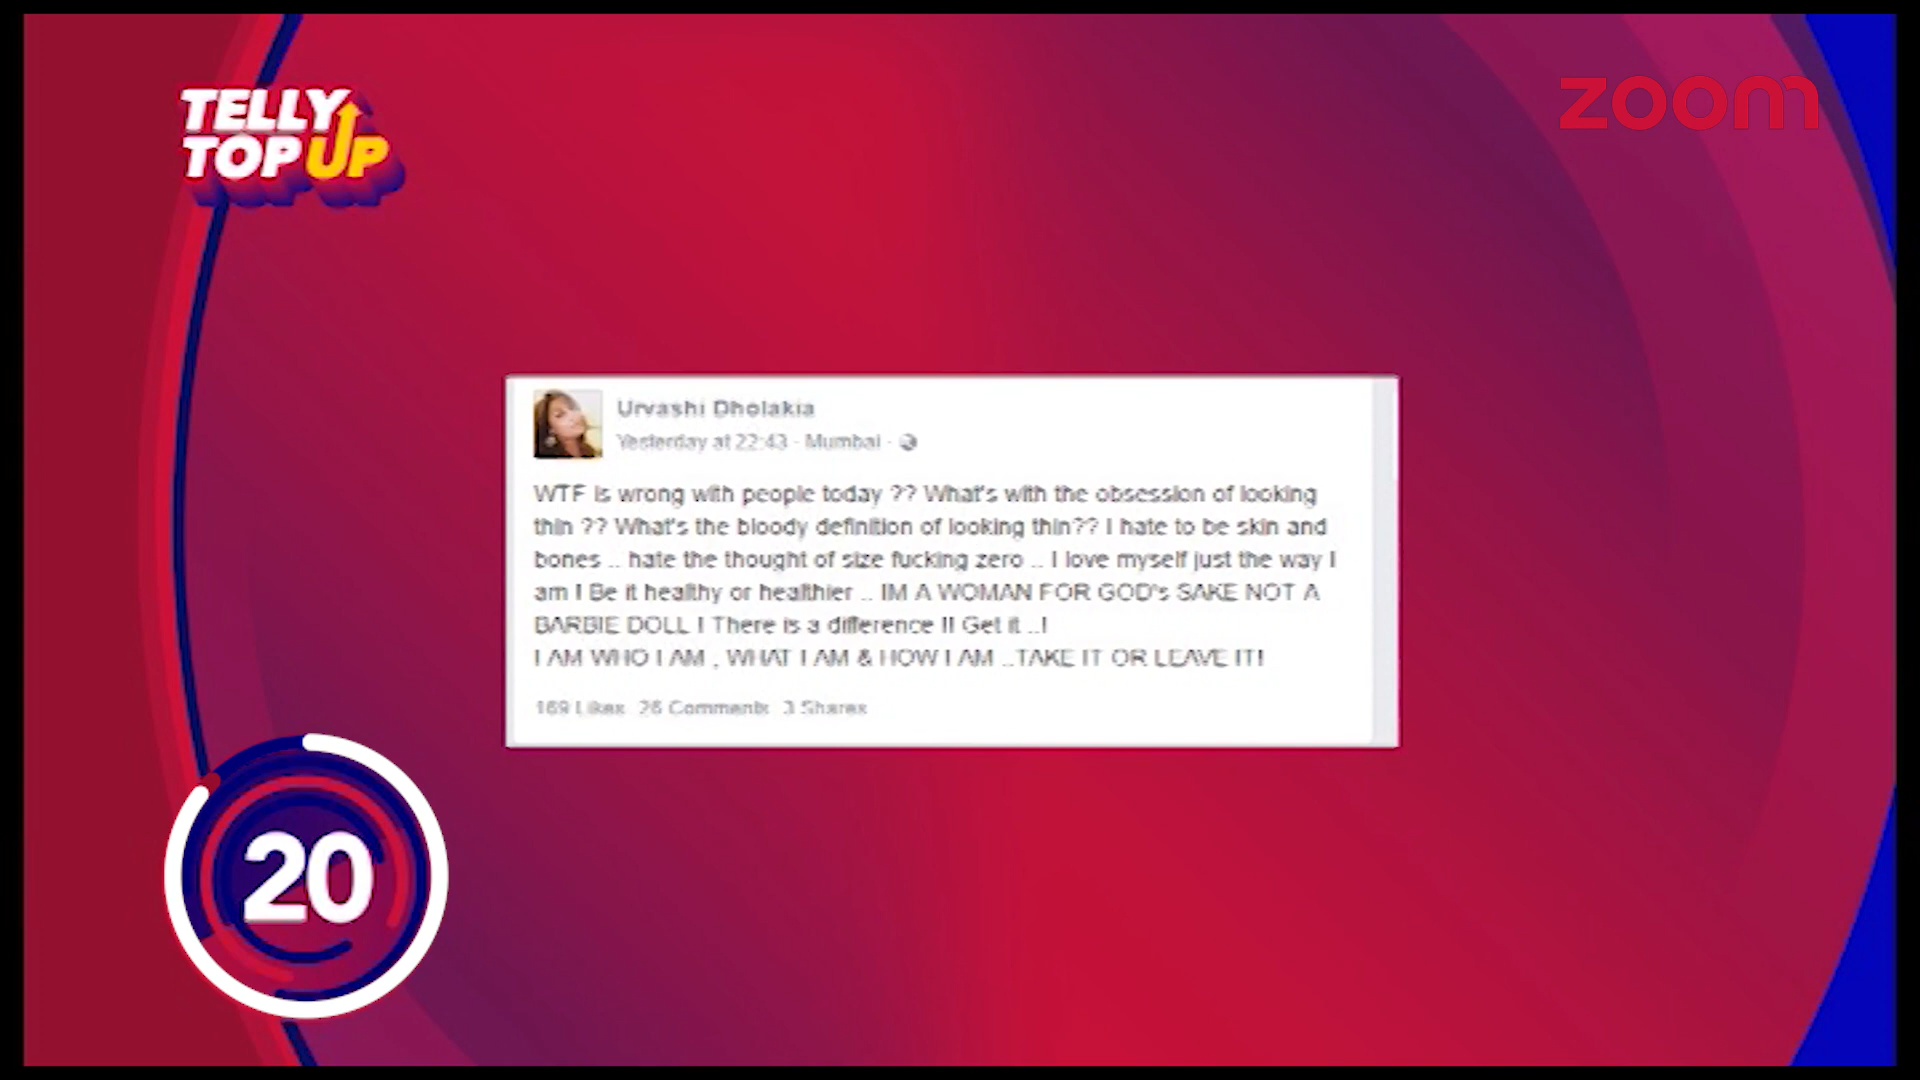 TELLY
TOP UP
zoom
Urvashi Dholakia
Yesterday at 22:43 · Mumbai ·
WTF is wrong with people today ?? What's with the obsession of looking
thin ?? What's the bloody definition of looking thin?? I hate to be skin and
bones .. hate the thought of size fucking zero .. I love myself just the way I
am ! Be it healthy or healthier .. IM A WOMAN FOR GOD's SAKE NOT A
BARBIE DOLL ! There is a difference !! Get it ..!
I AM WHO I AM , WHAT I AM & HOW I AM ..TAKE IT OR LEAVE IT!
169 Likes 26 Comments 3 Shares
20